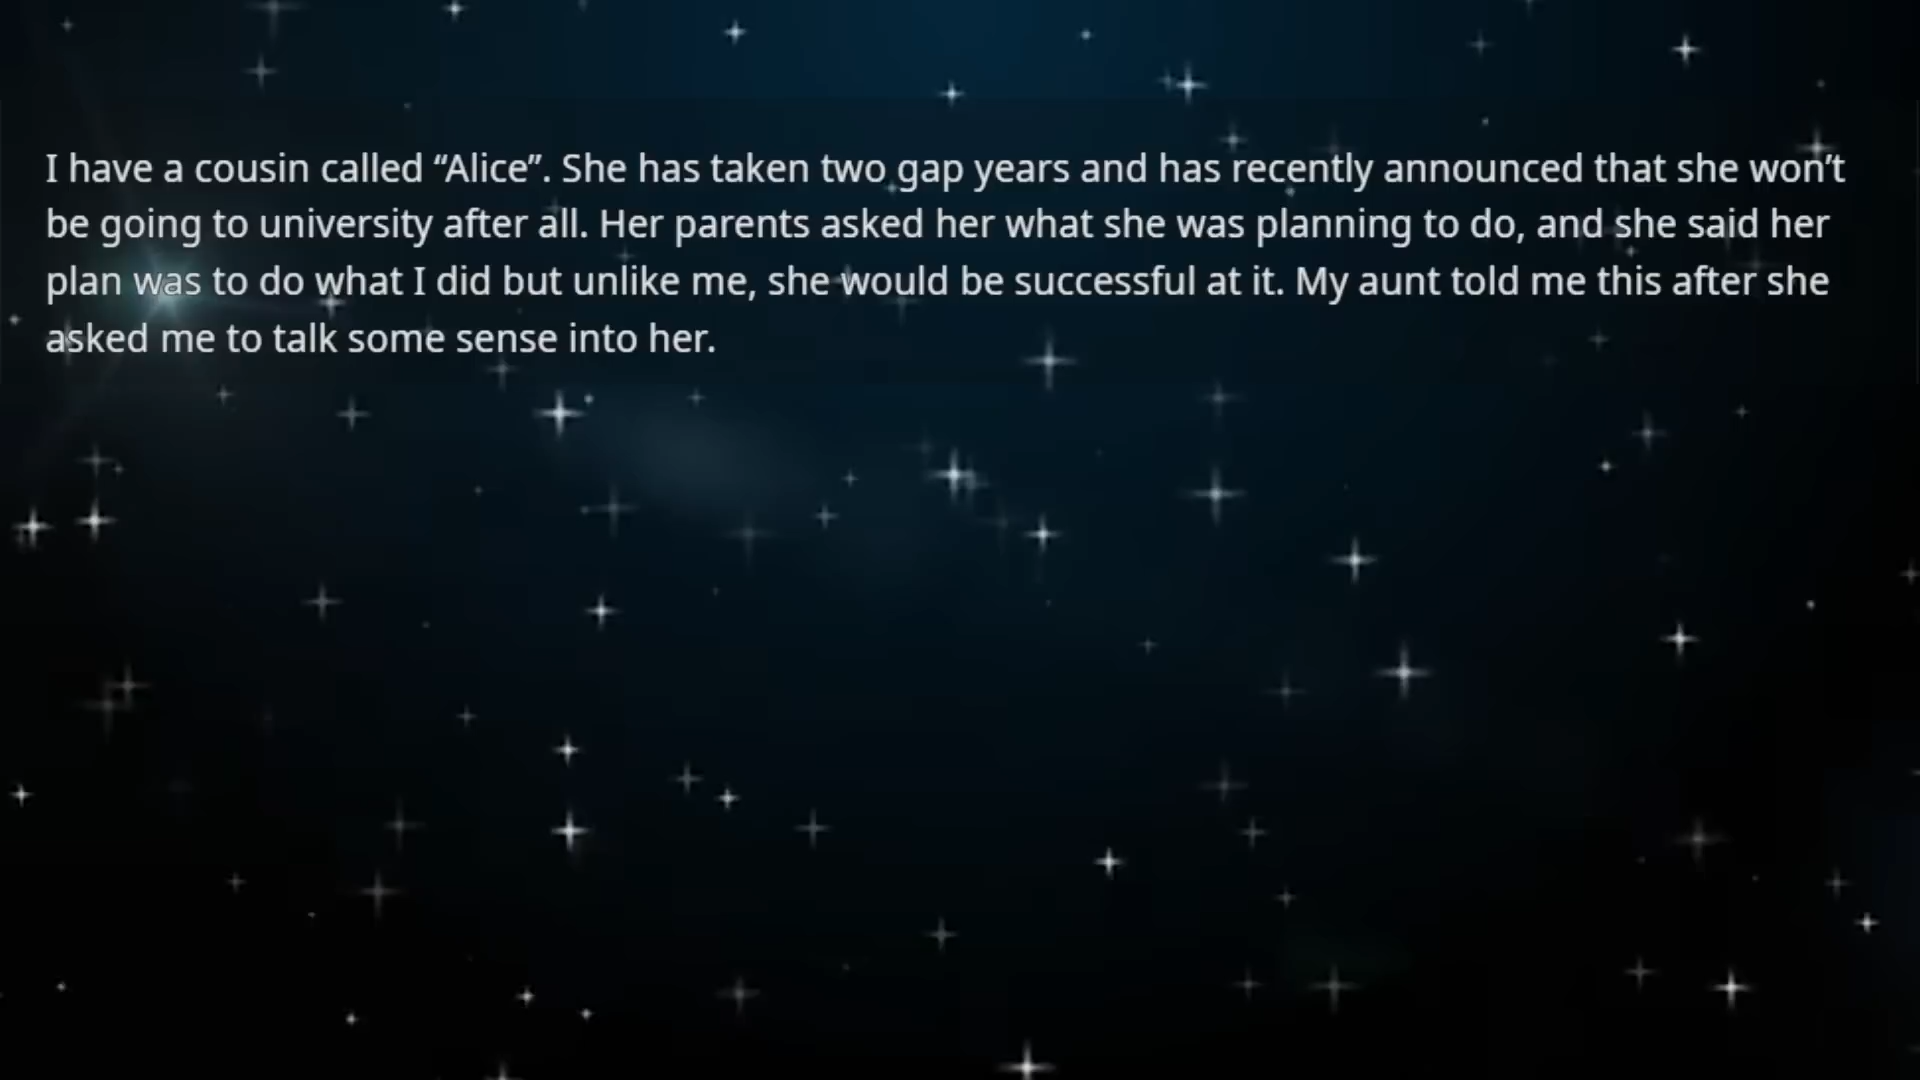 I have a cousin called “Alice”. She has taken two gap years and has recently announced that she won’t
be going to university after all. Her parents asked her what she was planning to do, and she said her
plan was to do what I did but unlike me, she would be successful at it. My aunt told me this after she
asked me to talk some sense into her.